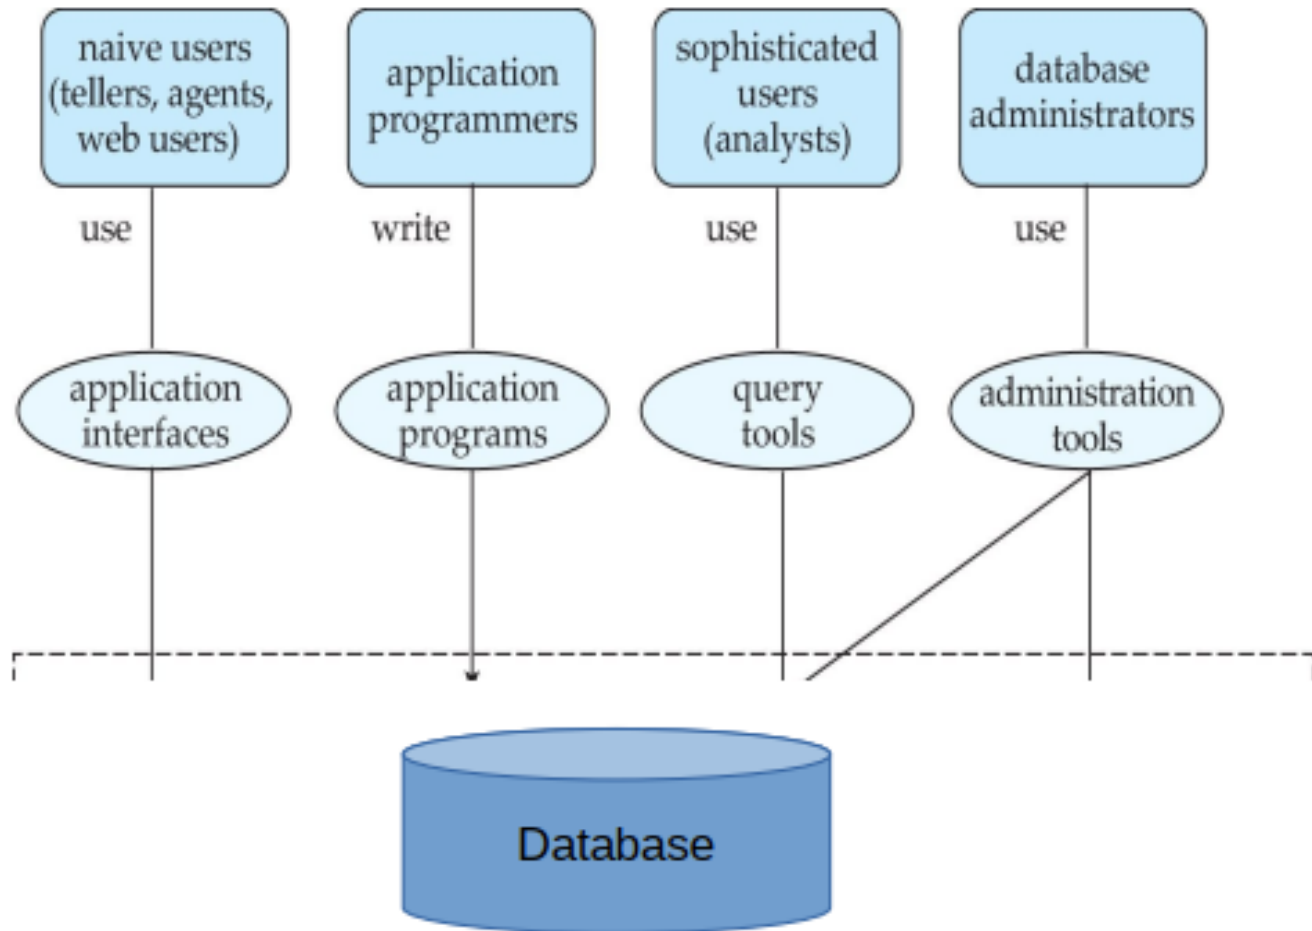 naive users
(tellers, agents,
web users)
application
programmers
sophisticated
users
(analysts)
database
administrators
use
write
use
use
application
interfaces
application
programs
query
tools
administration
tools
Database